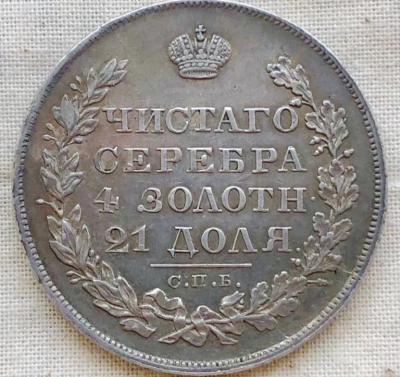 ЧИСТАГО
СЕРЕБРА
4 ЗОЛОТН
21 ДОЛЯ
С.П.Б.